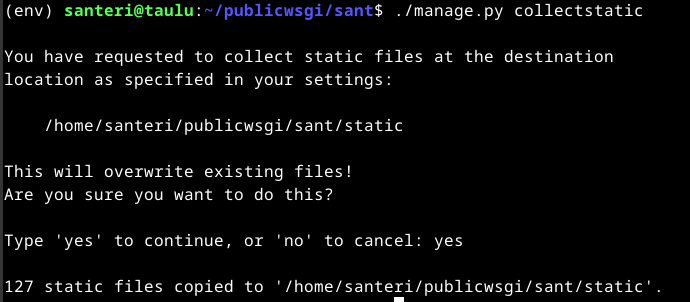 (env) santeri@taulu:~/publicwsgi/sant$ ./manage.py collectstatic
You have requested to collect static files at the destination
location as specified in your settings:
/home/santeri/publicwsgi/sant/static
This will overwrite existing files!
Are you sure you want to do this?
Type 'yes' to continue, or 'no' to cancel: yes
127 static files copied to '/home/santeri/publicwsgi/sant/static'.